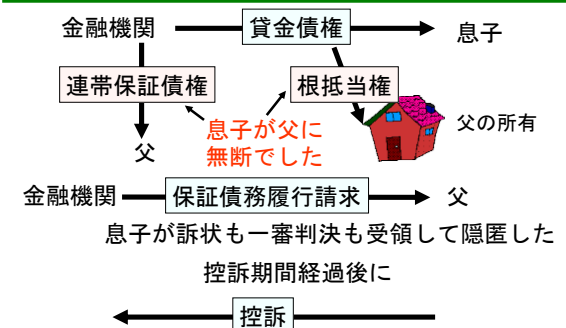 金融機関 貸金債権 息子
連帯保証債権 根抵当権
息子が父に
無断でした
父の所有
父
金融機関 保証債務履行請求 父
息子が訴状も一審判決も受領して隠匿した
控訴期間経過後に
控訴